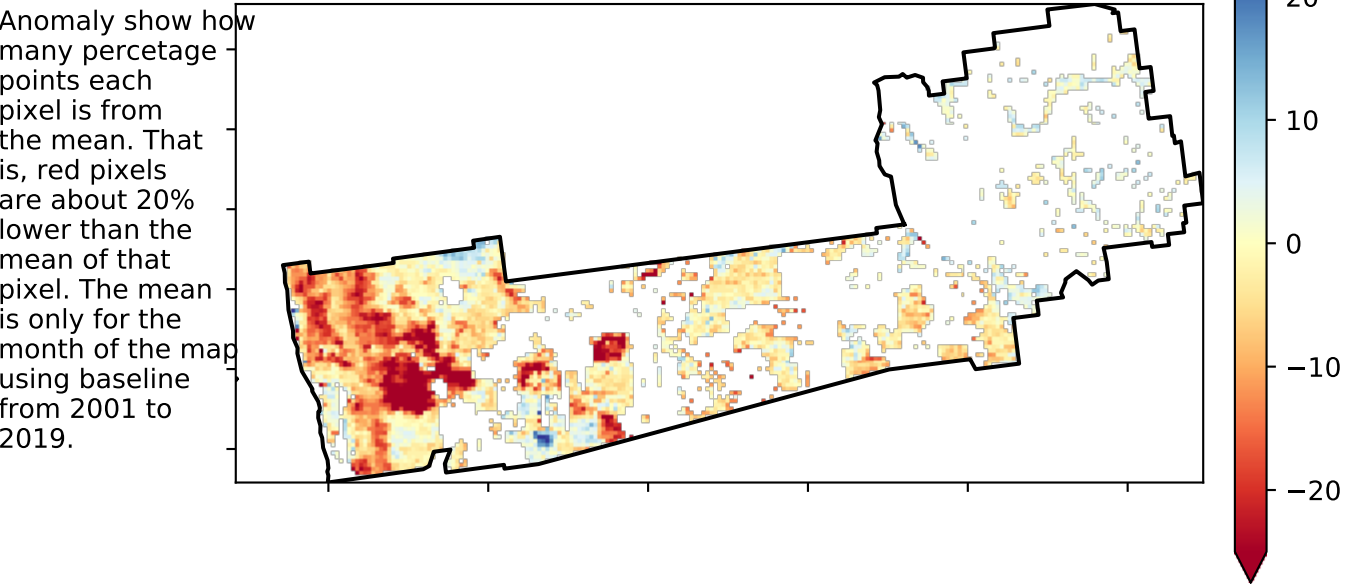 Anomaly show how
many percetage
points each
pixel is from
the mean. That
is, red pixels
are about 20%
lower than the
mean of that
pixel. The mean
is only for the
month of the map
using baseline
from 2001 to
2019.
20
10
0
−10
−20